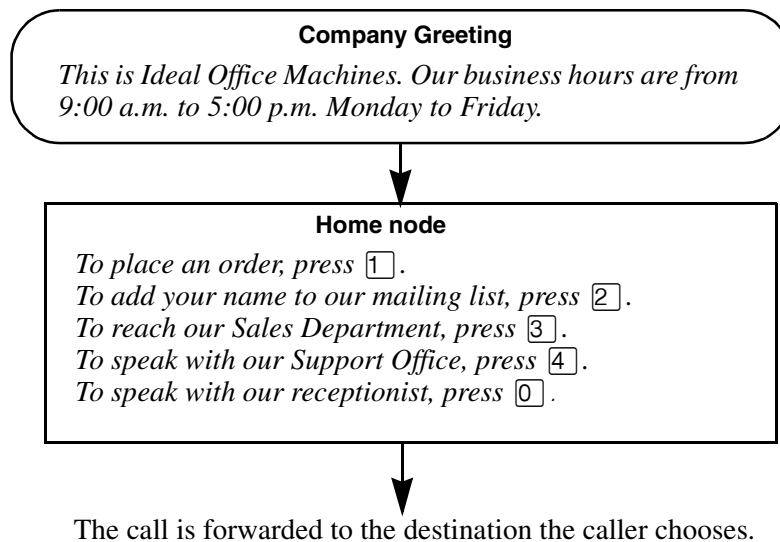 Company Greeting
This is Ideal Office Machines. Our business hours are from
9:00 a.m. to 5:00 p.m. Monday to Friday.
Home node
To place an order, press 1.
To add your name to our mailing list, press 2.
To reach our Sales Department, press 3.
To speak with our Support Office, press 4.
To speak with our receptionist, press 0.
The call is forwarded to the destination the caller chooses.